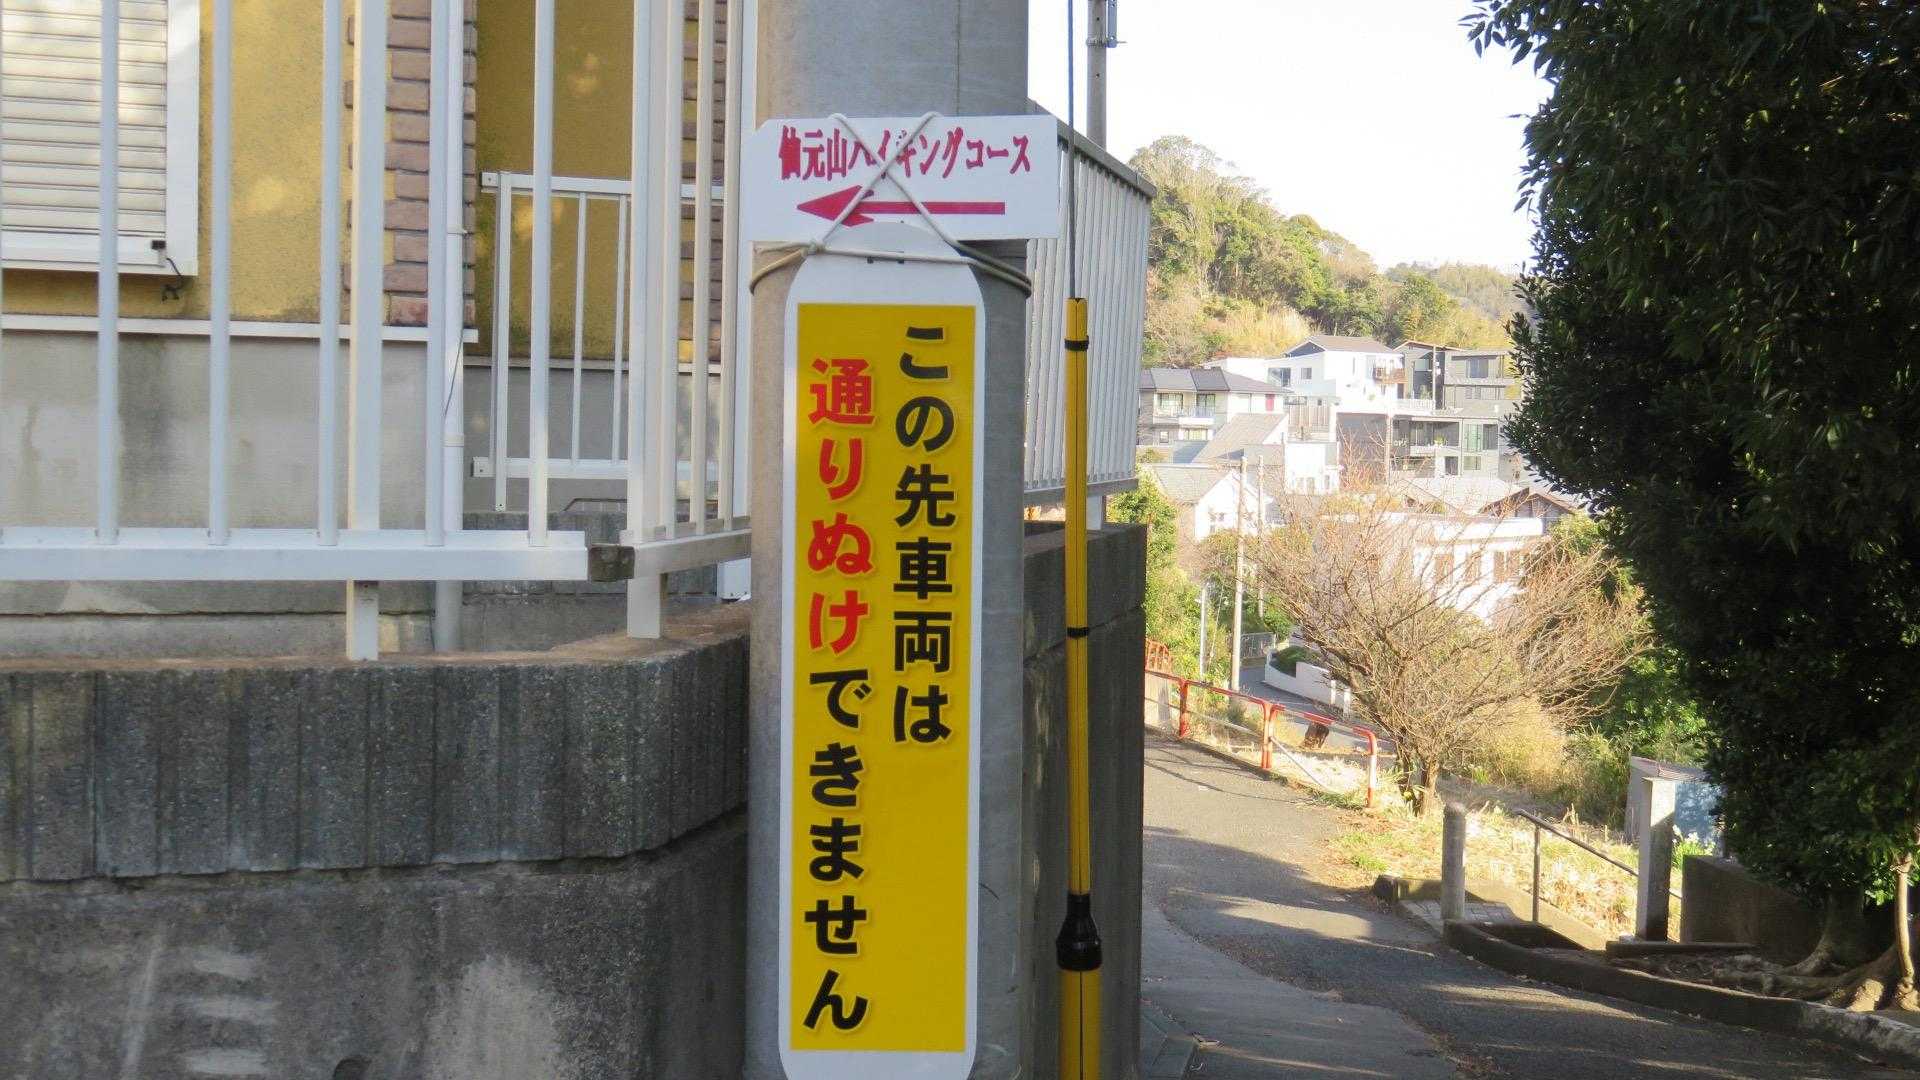 仙元山ハイキングコース
この先車両は
通りぬけできません